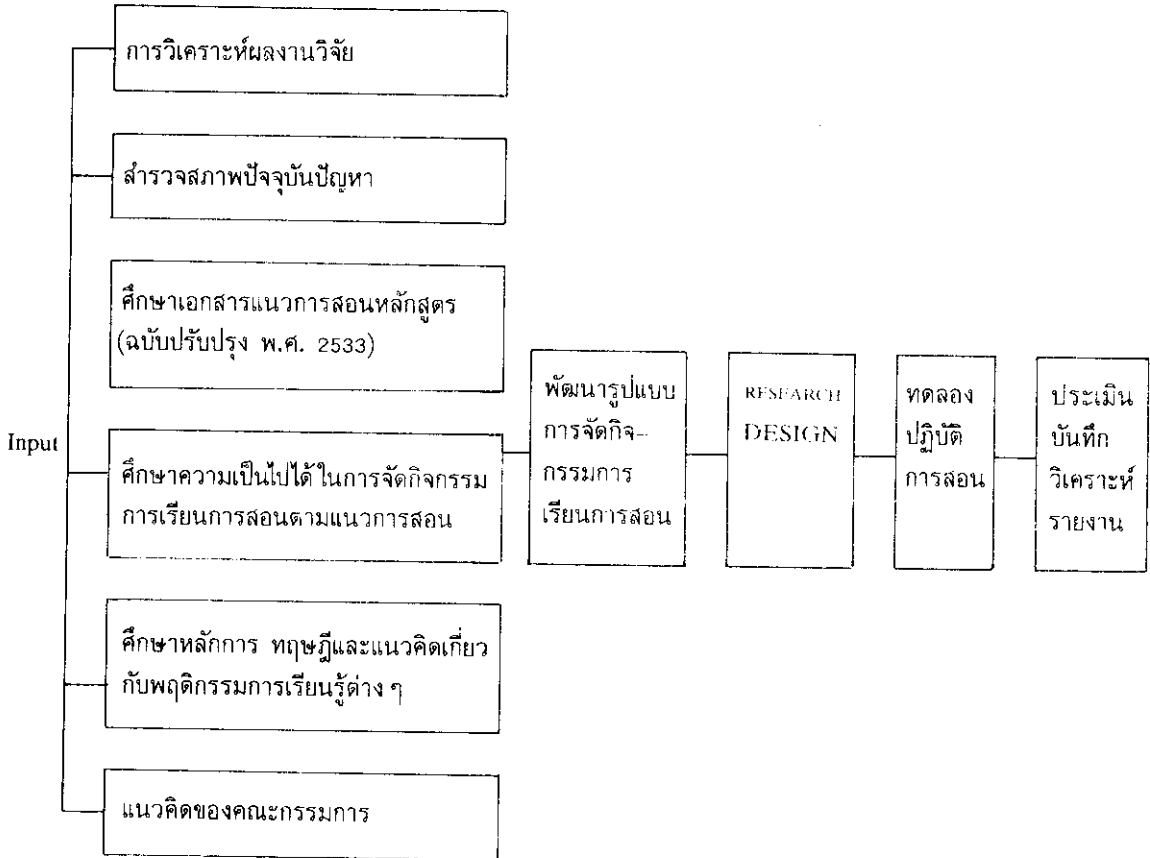 การวิเคราะห์ผลงานวิจัย
สำรวจสภาพปัจจุบันปัญหา
ศึกษาเอกสารแนวการสอนหลักสูตร
(ฉบับปรับปรุง พ.ศ. 2533)
Input
ศึกษาความเป็นไปได้ในการจัดกิจกรรม
การเรียนการสอนตามแนวการสอน
ศึกษาหลักการ ทฤษฎีและแนวคิดเกี่ยว
กับพฤติกรรมการเรียนรู้ต่าง ๆ
แนวคิดของคณะกรรมการ
พัฒนารูปแบบ
การจัดกิจ-
กรรมการ
เรียนการสอน
RESEARCH
DESIGN
ทดลอง
ปฏิบัติ
การสอน
ประเมิน
บันทึก
วิเคราะห์
รายงาน